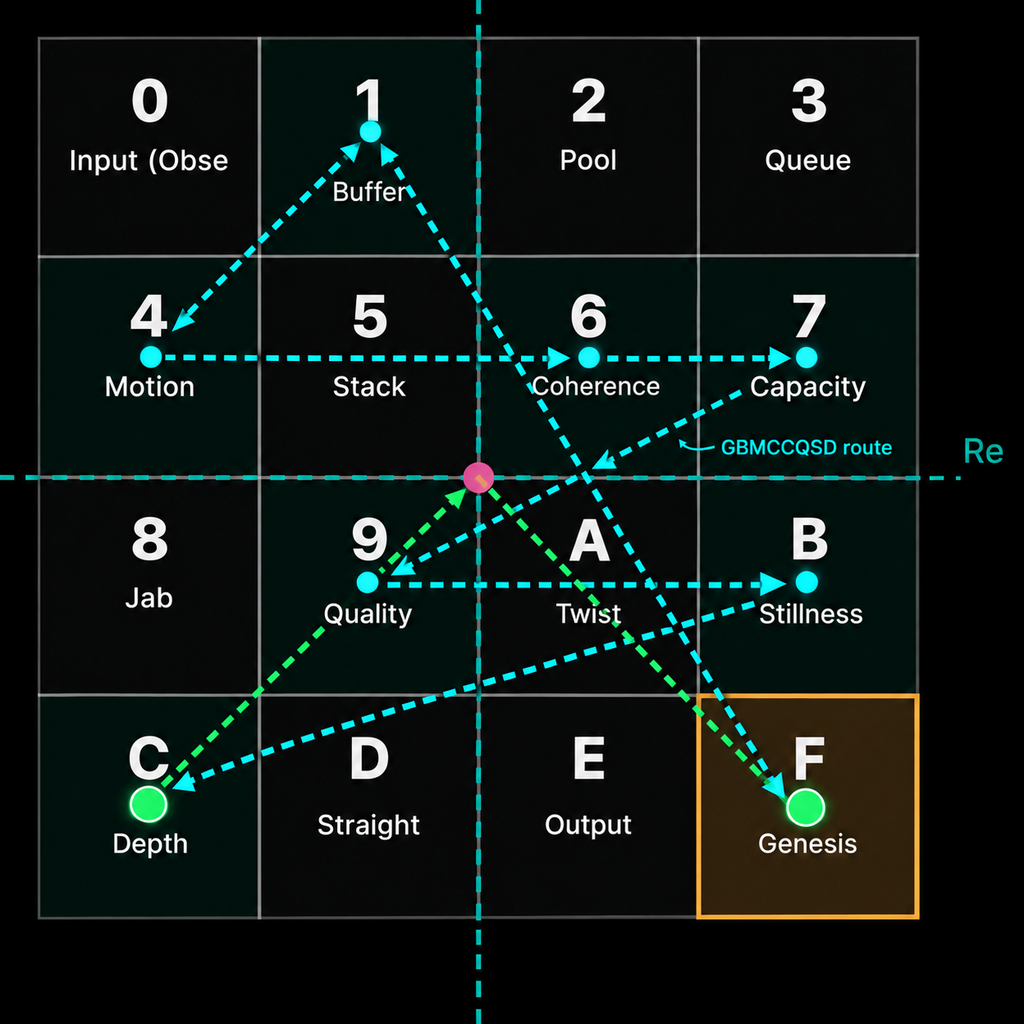 0
1
2
3
Input (Obse
Buffer
Pool
Queue
4
5
6
7
Motion
Stack
Coherence
Capacity
GBMCCQSD route
Re
8
9
A
B
Jab
Quality
Twist
Stillness
C
D
E
F
Depth
Straight
Output
Genesis